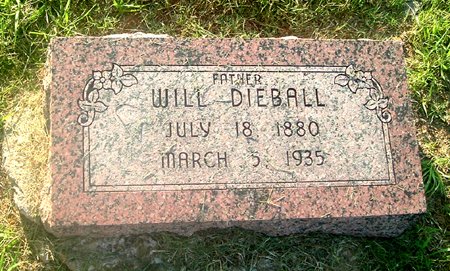 FATHER
WILL DIEBALL
JULY 18 1880
MARCH 5, 1935